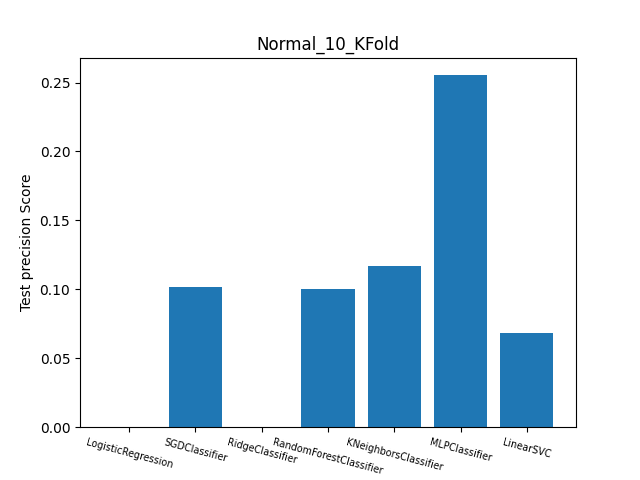 Normal_10_KFold
Test precision Score
0.25
0.20
0.15
0.10
0.05
0.00
LogisticRegression
SGDClassifier
RidgeClassifier
RandomForestClassifier
KNeighborsClassifier
MLPClassifier
LinearSVC